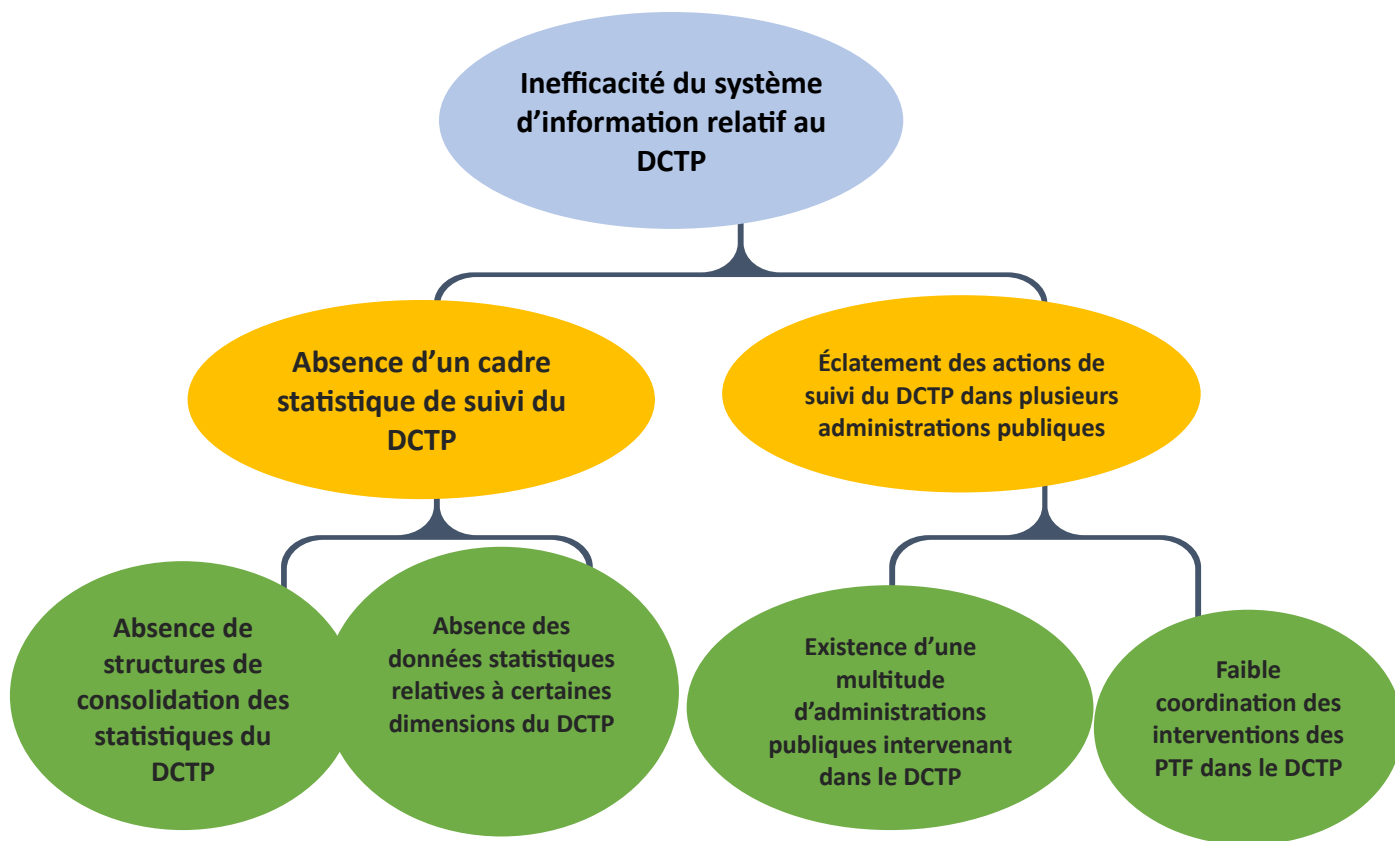 Inefficacité du système
d’information relatif au
DCTP
Absence d’un cadre
statistique de suivi du
DCTP
Éclatement des actions de
suivi du DCTP dans plusieurs
administrations publiques
Absence de
structures de
consolidation des
statistiques du
DCTP
Absence des
données statistiques
relatives à certaines
dimensions du DCTP
Existence d’une
multitude
d’administrations
publiques intervenant
dans le DCTP
Faible
coordination des
interventions des
PTF dans le DCTP